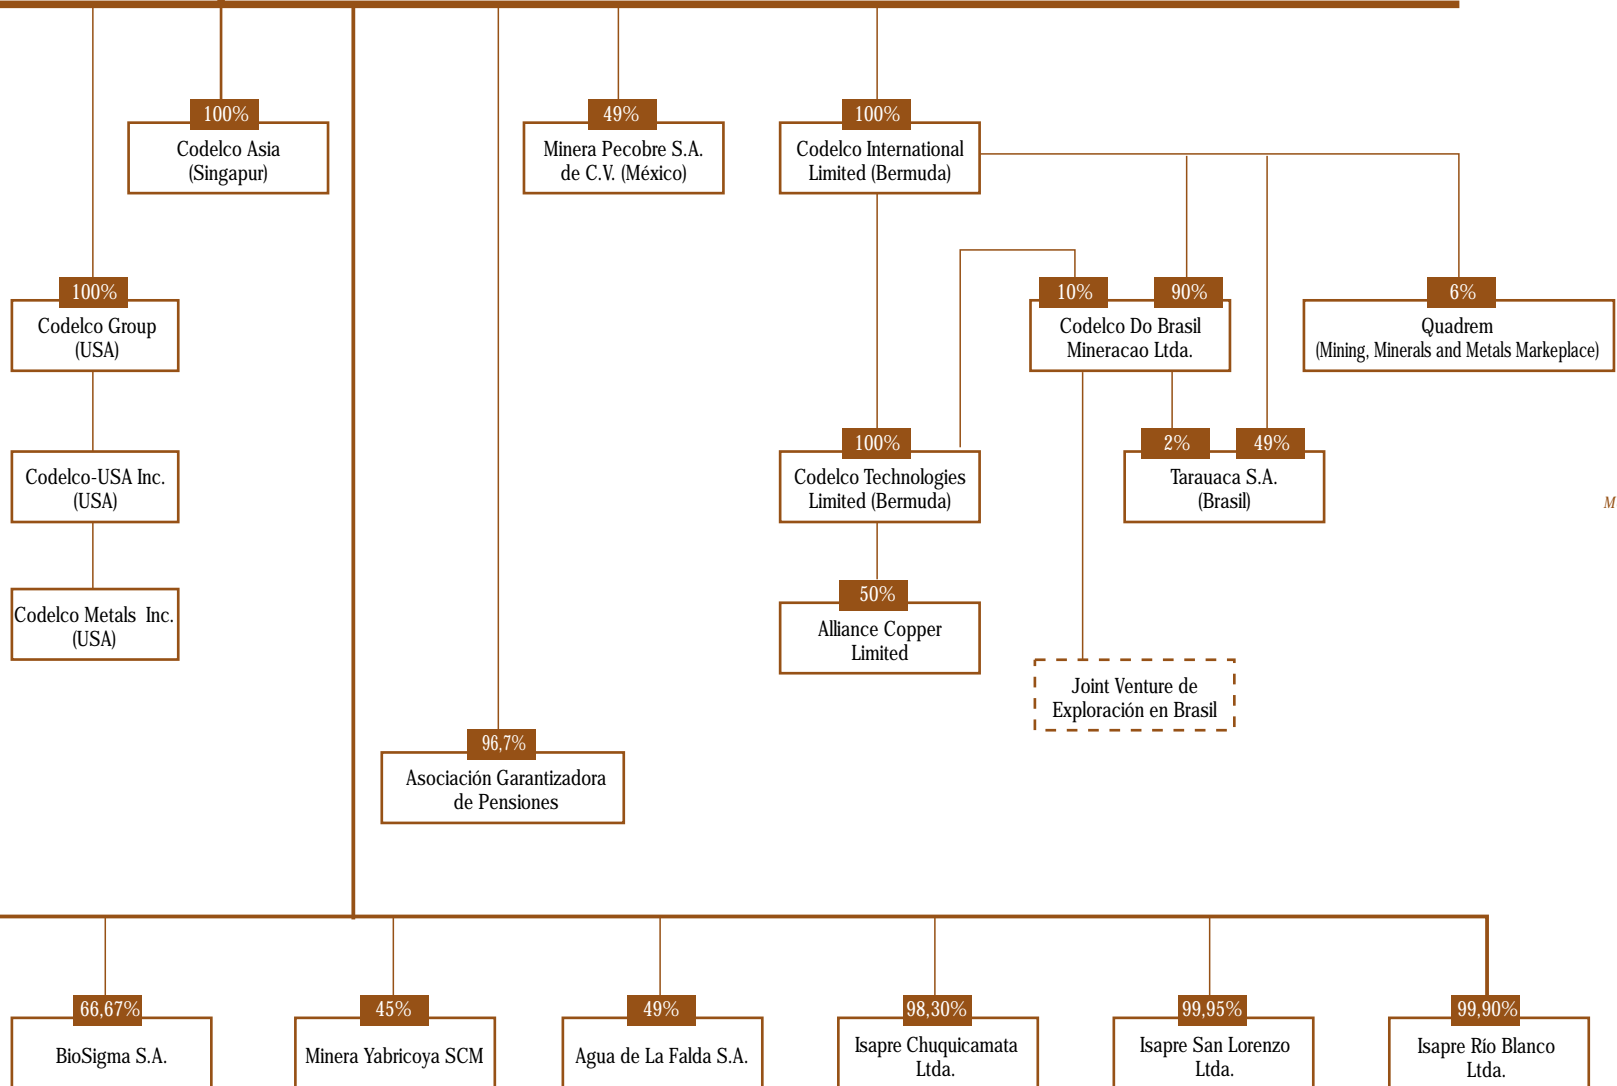 100%
Codelco Asia
(Singapur)
49%
Minera Pecobre S.A.
de C.V. (México)
100%
Codelco International
Limited (Bermuda)
100%
Codelco Group
(USA)
10%
90%
Codelco Do Brasil
Mineracao Ltda.
6%
Quadrem
(Mining, Minerals and Metals Markeplace)
Codelco-USA Inc.
(USA)
100%
Codelco Technologies
Limited (Bermuda)
2%
49%
Tarauaca S.A.
(Brasil)
M
Codelco Metals Inc.
(USA)
50%
Alliance Copper
Limited
Joint Venture de
Exploración en Brasil
96,7%
Asociación Garantizadora
de Pensiones
66,67%
BioSigma S.A.
45%
Minera Yabricoya SCM
49%
Agua de La Falda S.A.
98,30%
Isapre Chuquicamata
Ltda.
99,95%
Isapre San Lorenzo
Ltda.
99,90%
Isapre Río Blanco
Ltda.